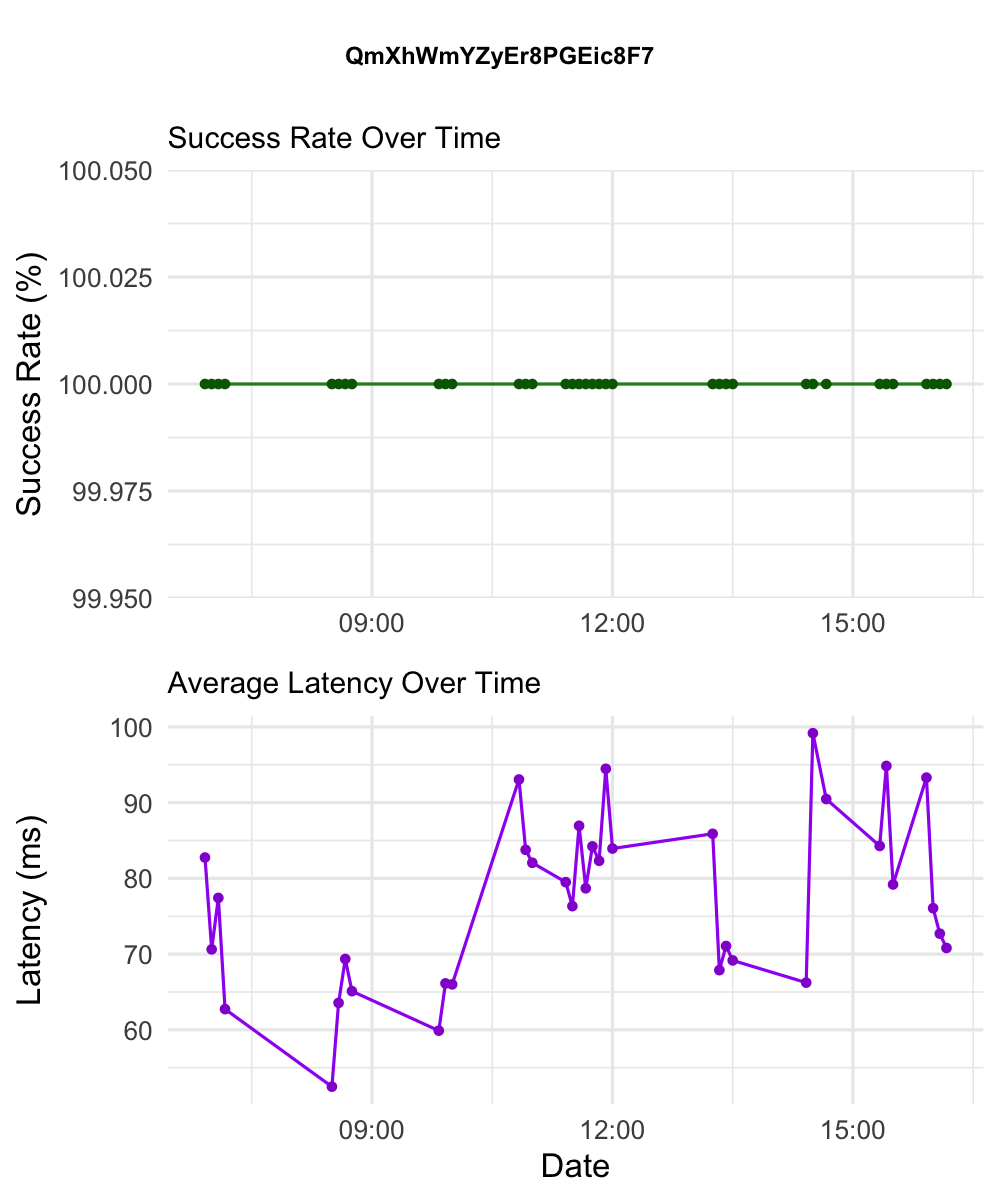 QmXhWmYZyEr8PGEic8F7
Success Rate Over Time
Success Rate (%)
100.050
100.025
100.000
99.975
99.950
09:00 12:00 15:00
Average Latency Over Time
Latency (ms)
100
90
80
70
60
09:00 12:00 15:00
Date